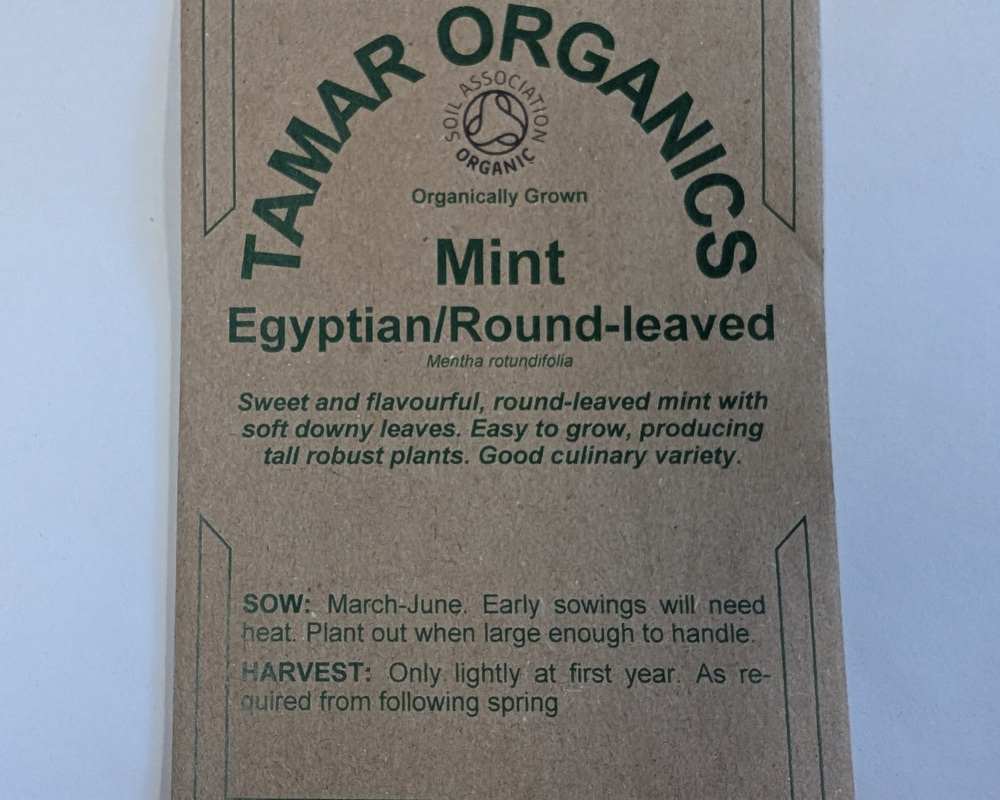 TAMAR ORGANICS
SOIL ASSOCIATION
ORGANIC
Organically Grown
Mint
Egyptian/Round-leaved
Mentha rotundifolia
Sweet and flavourful, round-leaved mint with
soft downy leaves. Easy to grow, producing
tall robust plants. Good culinary variety.
SOW: March-June. Early sowings will need
heat. Plant out when large enough to handle.
HARVEST: Only lightly at first year. As re-
quired from following spring